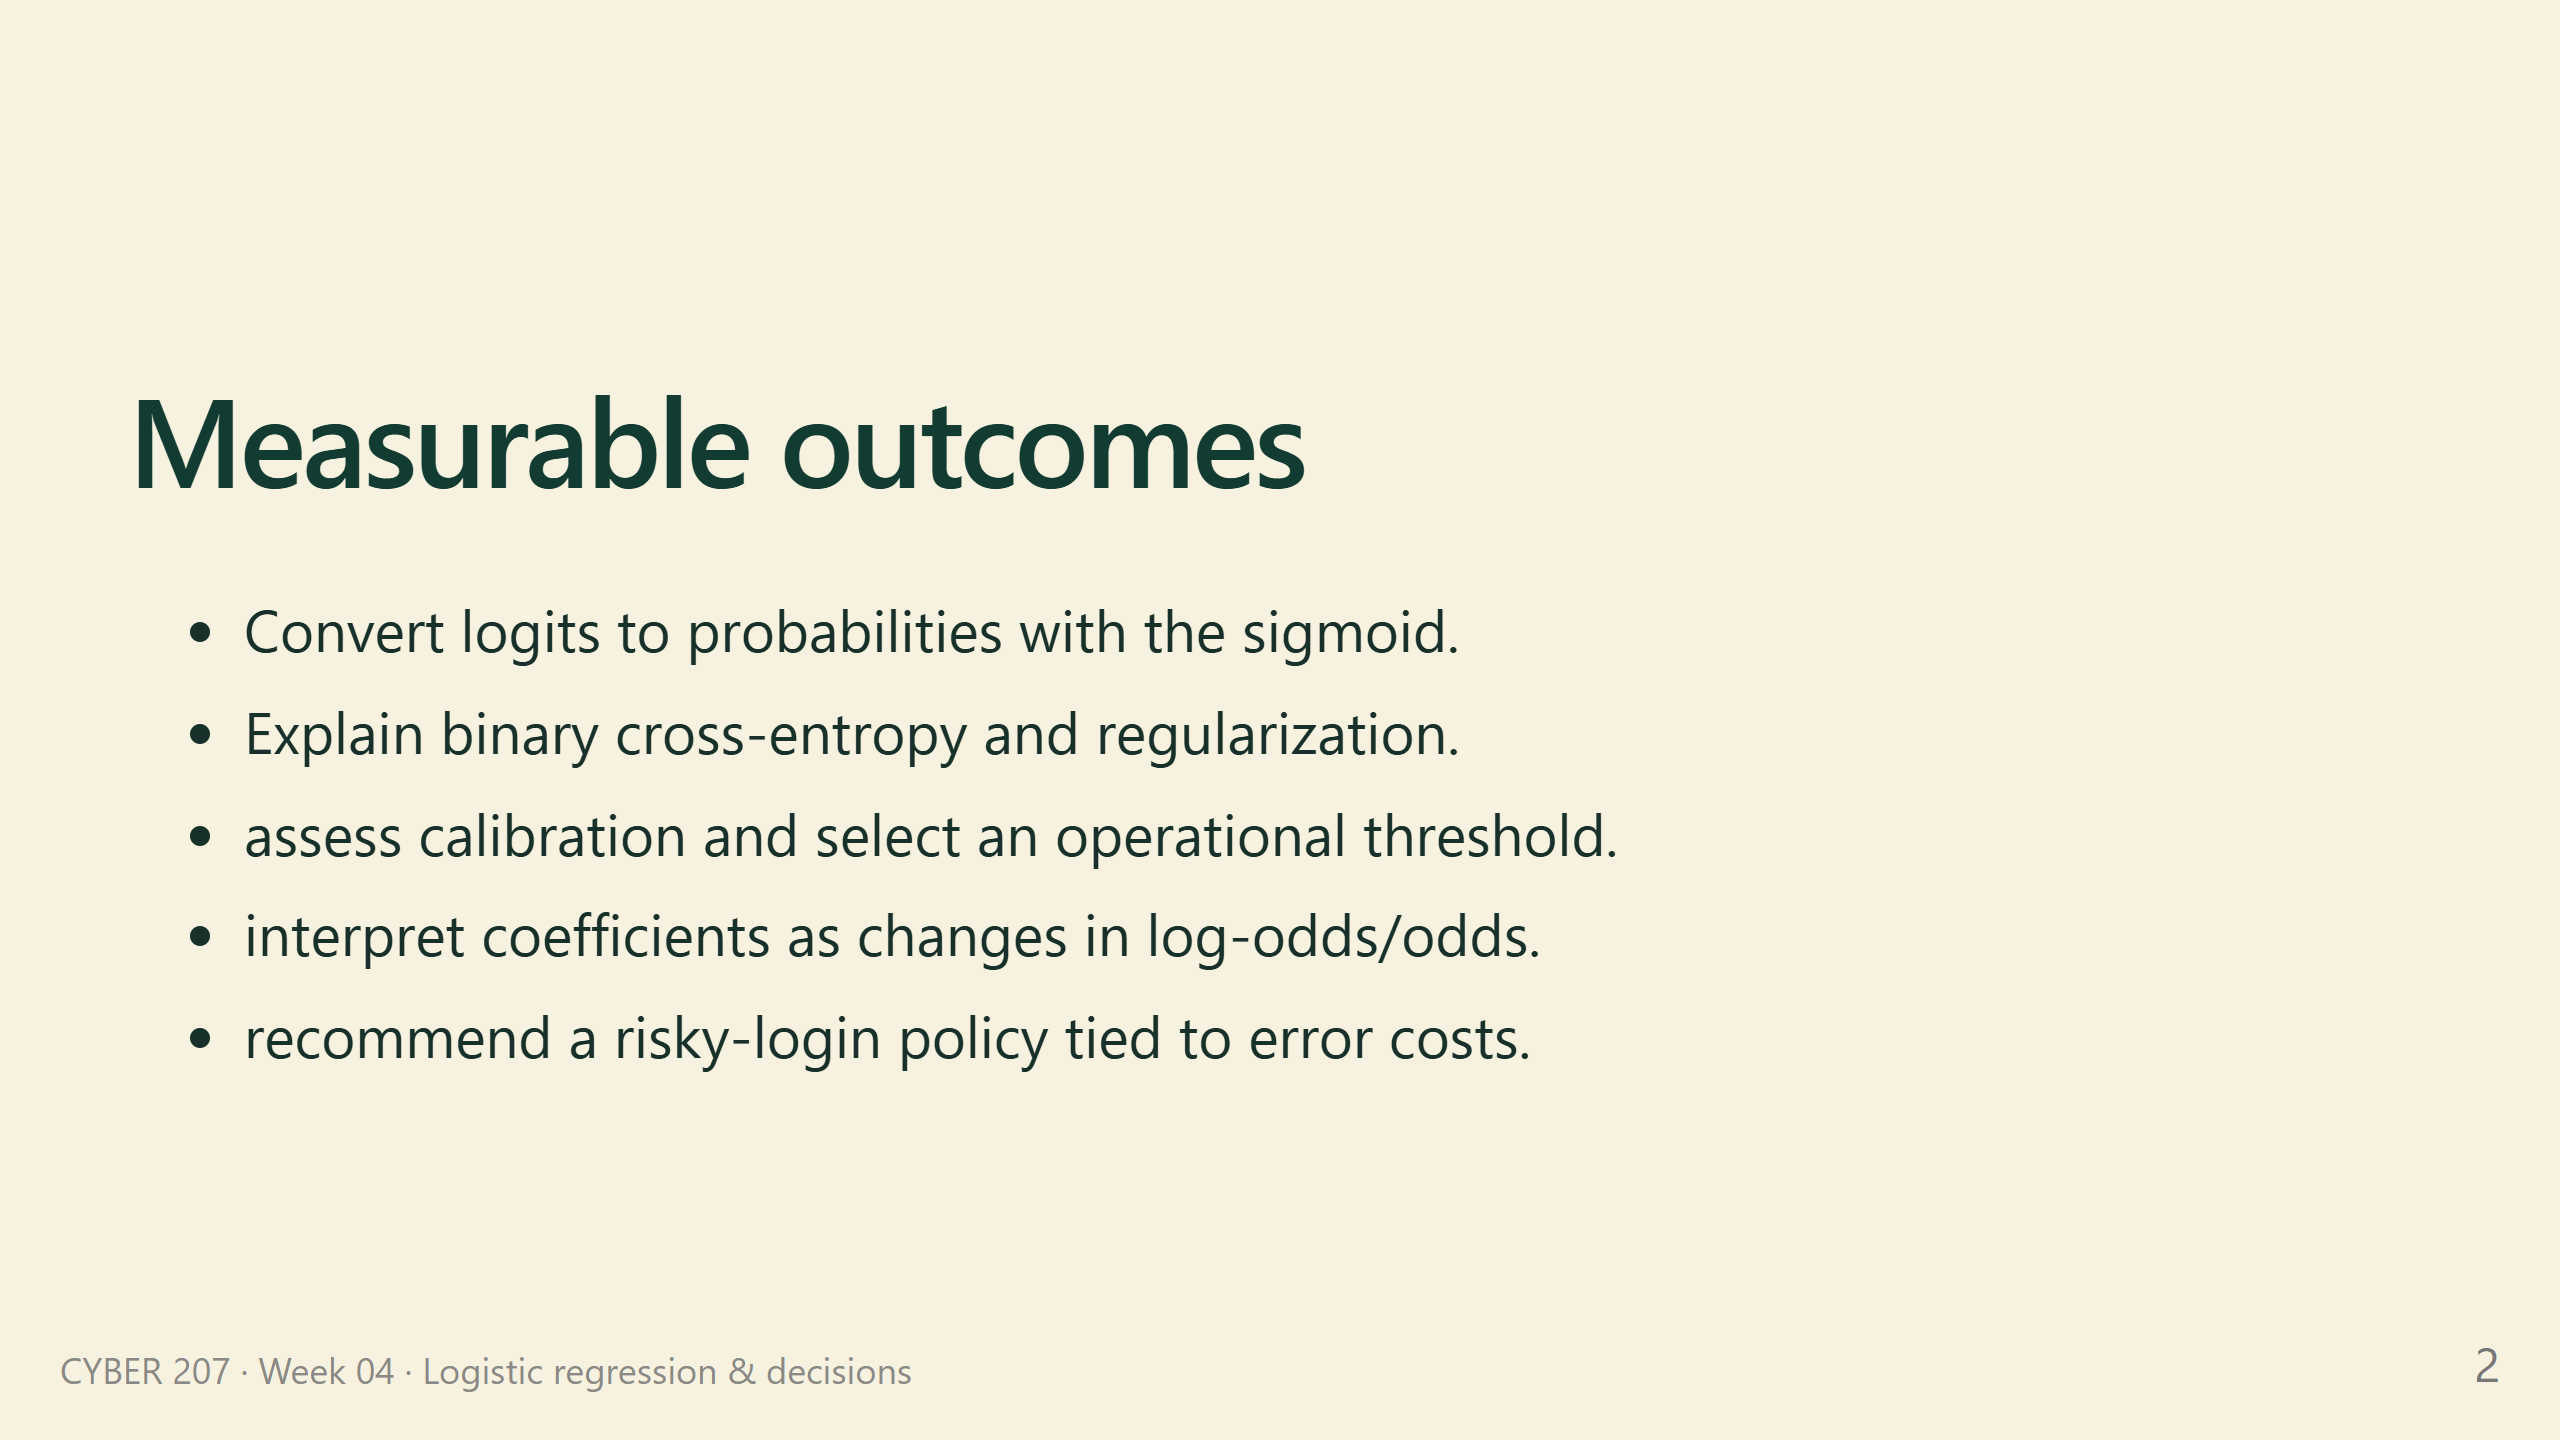 Measurable outcomes
• Convert logits to probabilities with the sigmoid.
• Explain binary cross-entropy and regularization.
• assess calibration and select an operational threshold.
• interpret coefficients as changes in log-odds/odds.
• recommend a risky-login policy tied to error costs.
CYBER 207 · Week 04 · Logistic regression & decisions
2